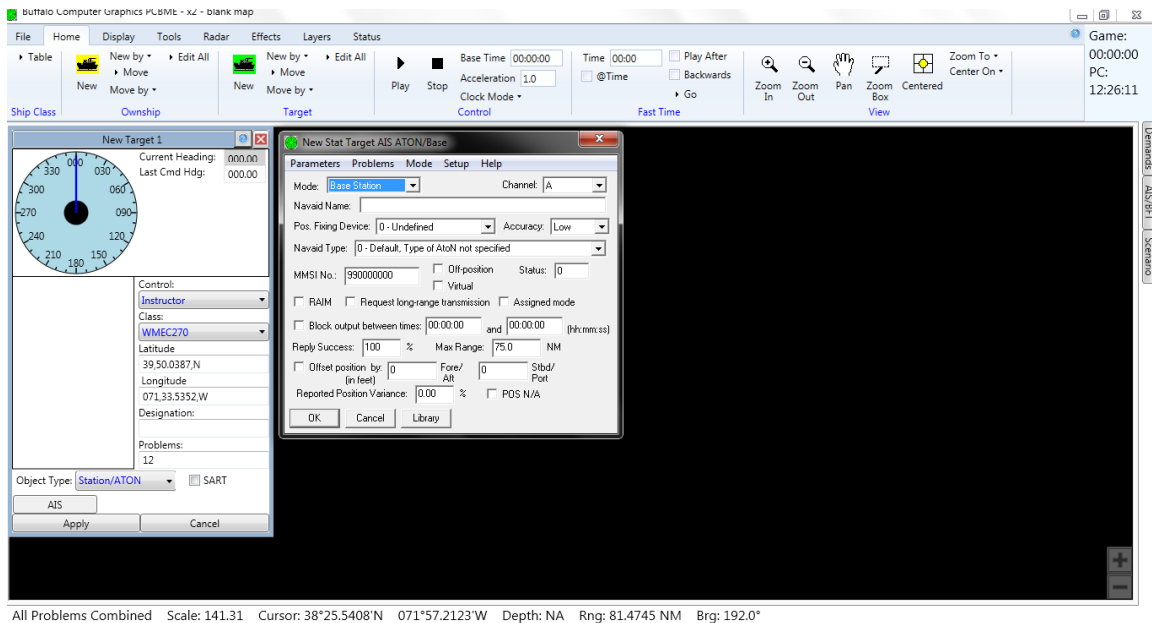 Buffalo Computer Graphics PCBME - x2 - blank map
File Home Display Tools Radar Effects Layers Status
Game:
00:00:00
PC:
12:26:11
Table
New
New by
Edit All
Move
Move by
New
New by
Edit All
Move
Move by
Play
Stop
Base Time 00:00:00
Acceleration 1.0
Clock Mode
Time 00:00
@Time
Play After
Backwards
Go
Zoom In
Zoom Out
Pan
Zoom Box
Centered
Zoom To
Center On
Ship Class Ownship Target Control Fast Time View
New Target 1
330 000 030
300 060
270 090
240 120
210 180 150
Current Heading: 000.00
Last Cmd Hdg: 000.00
Control:
Instructor
Class:
WMEC270
Latitude
39,50.0387,N
Longitude
071,33.5352,W
Designation:
Problems:
12
Object Type: Station/ATON SART
AIS
Apply Cancel
New Stat Target AIS ATON/Base
Parameters Problems Mode Setup Help
Mode: Base Station Channel: A
Navaid Name:
Pos. Fixing Device: 0 - Undefined Accuracy: Low
Navaid Type: 0 - Default, Type of AtoN not specified
MMSI No.: 990000000 Off-position Status: 0
Virtual
RAIM Request long-range transmission Assigned mode
Block output between times: 00:00:00 and 00:00:00 (hh:mm:ss)
Reply Success: 100 % Max Range: 75.0 NM
Offset position by: 0 Fore/ 0 Stbd/
(in feet) Aft Port
Reported Position Variance: 0.00 % POS N/A
OK Cancel Library
Demands
AIS/BFT
Scenario
All Problems Combined Scale: 141.31 Cursor: 38°25.5408'N 071°57.2123'W Depth: NA Rng: 81.4745 NM Brg: 192.0°